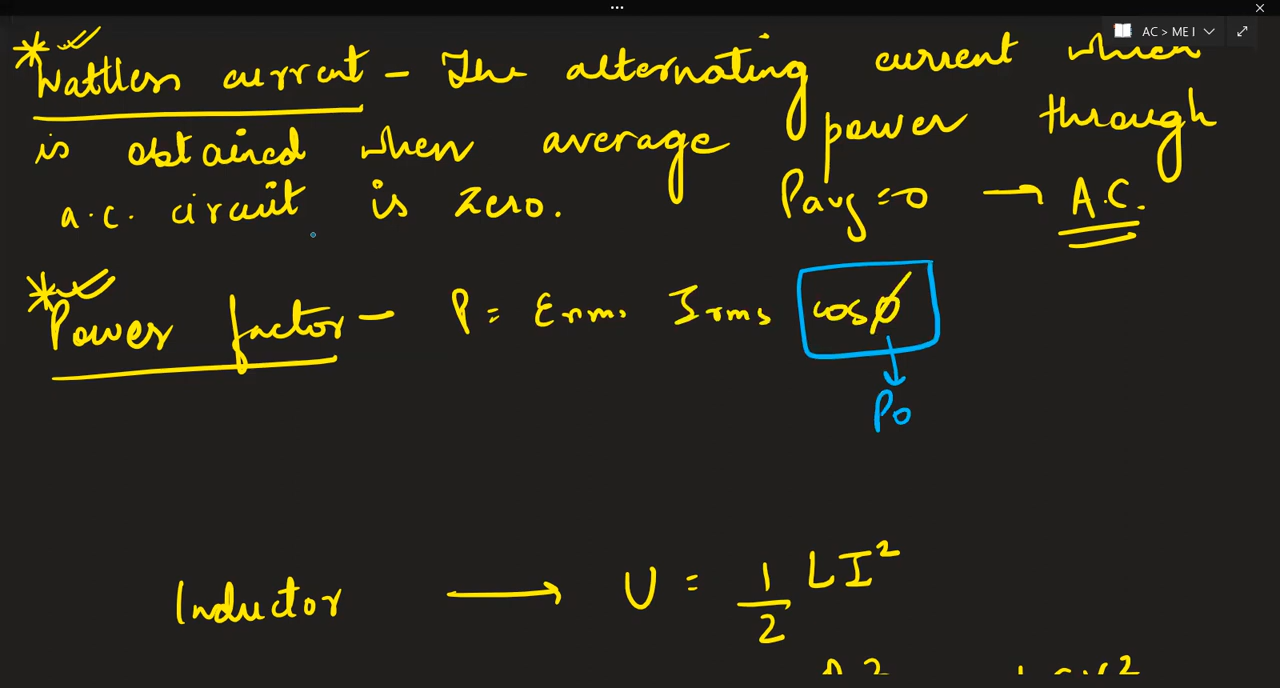 ...
AC > ME I
Wattless current - The alternating current which
is obtained when average power through
a.c. circuit is zero. Pavg = 0 → A.C.
Power factor - P = Erms Irms cosϕ
Po
Inductor → U = 1/2 LI²